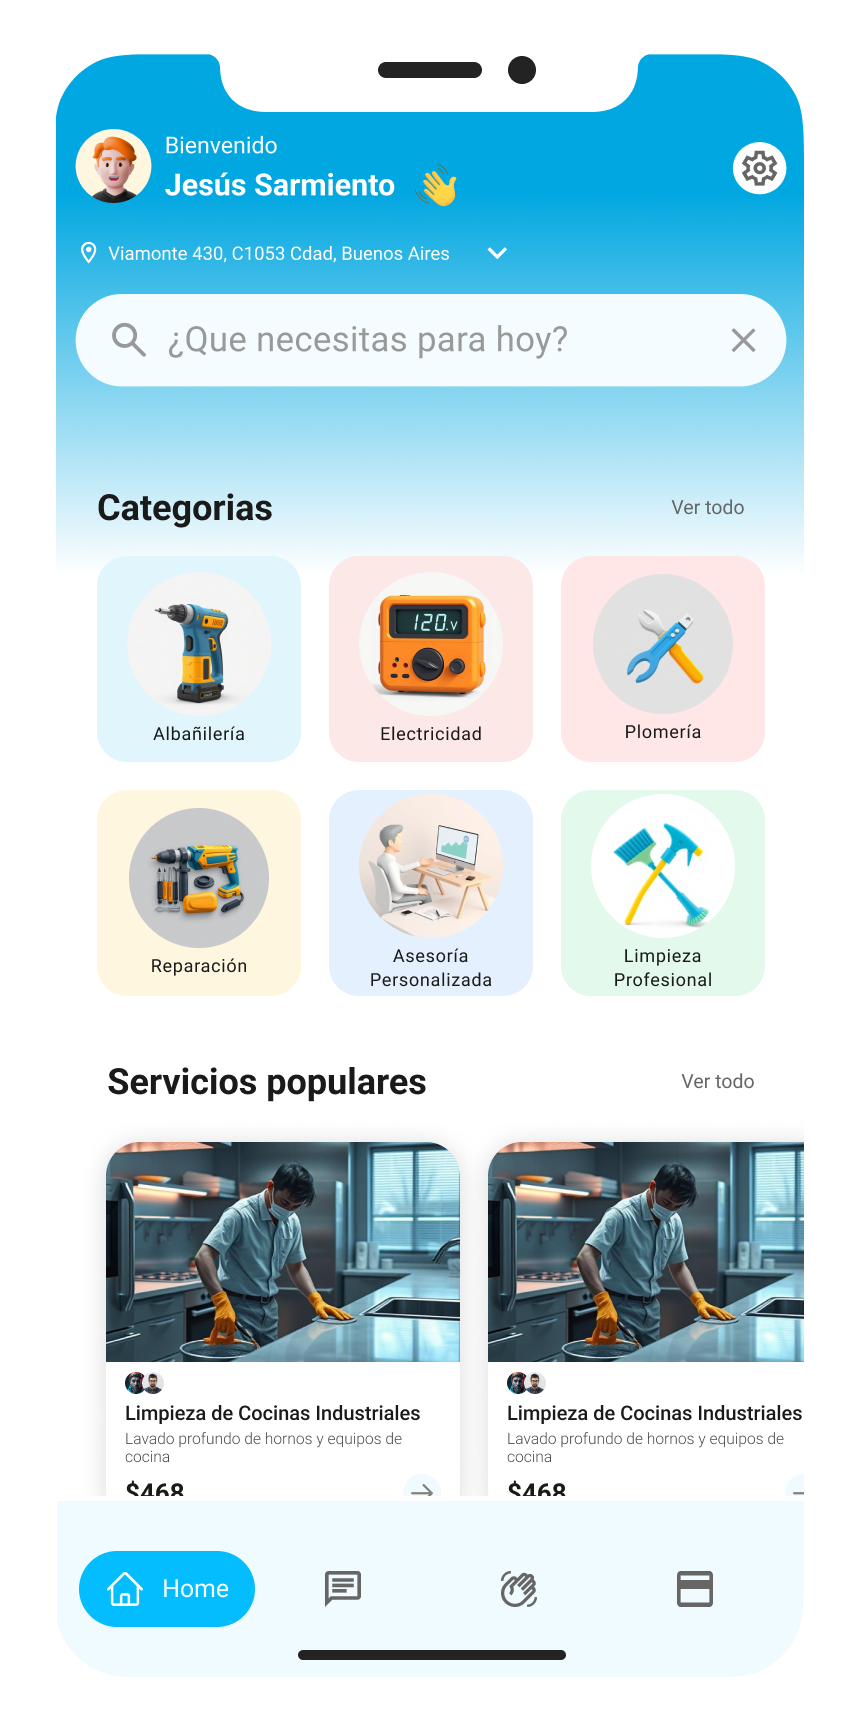 Bienvenido
Jesús Sarmiento
Viamonte 430, C1053 Cdad, Buenos Aires
¿Que necesitas para hoy?
Categorias
Ver todo
120.v
Albañilería
Electricidad
Plomería
Reparación
Asesoría
Personalizada
Limpieza
Profesional
Servicios populares
Ver todo
Limpieza de Cocinas Industriales
Lavado profundo de hornos y equipos de
cocina
$468
Limpieza de Cocinas Industriales
Lavado profundo de hornos y equipos de
cocina
$468
Home